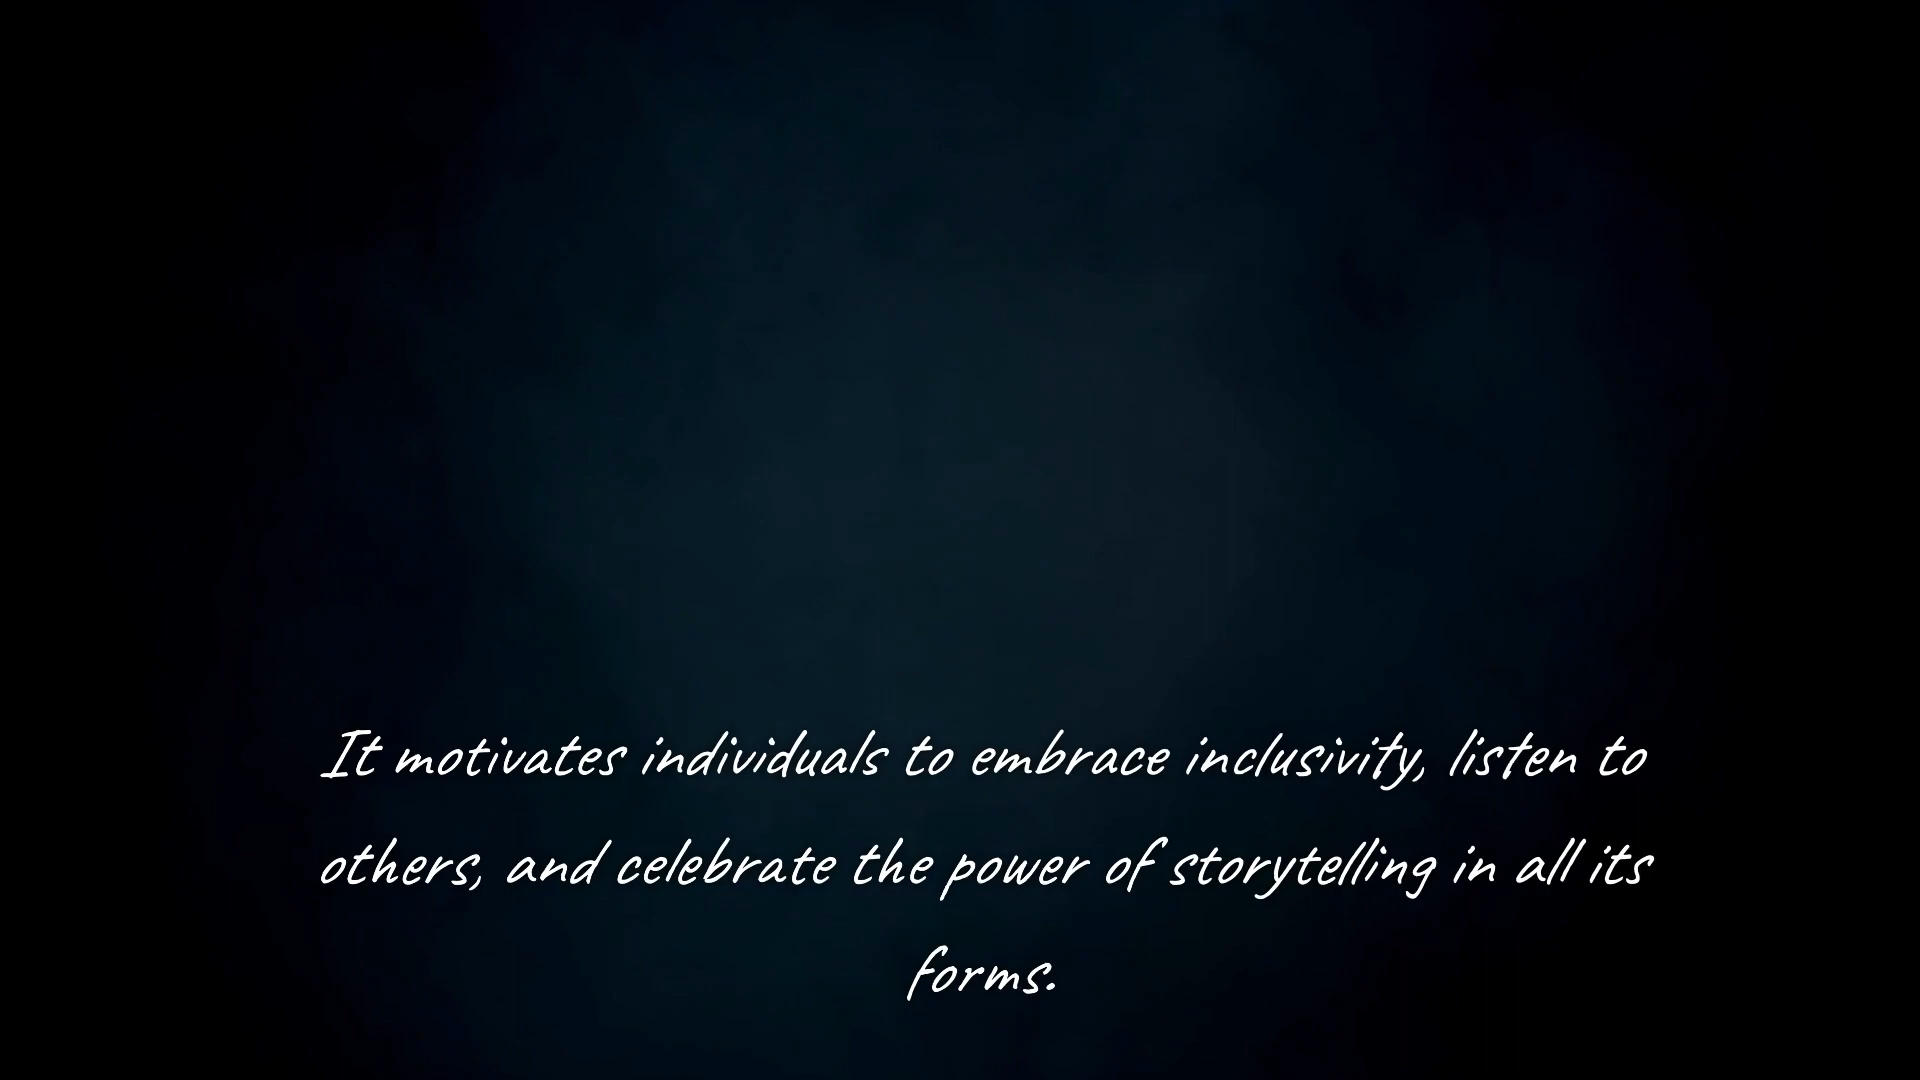 It motivates individuals to embrace inclusivity, listen to
others, and celebrate the power of storytelling in all its
forms.